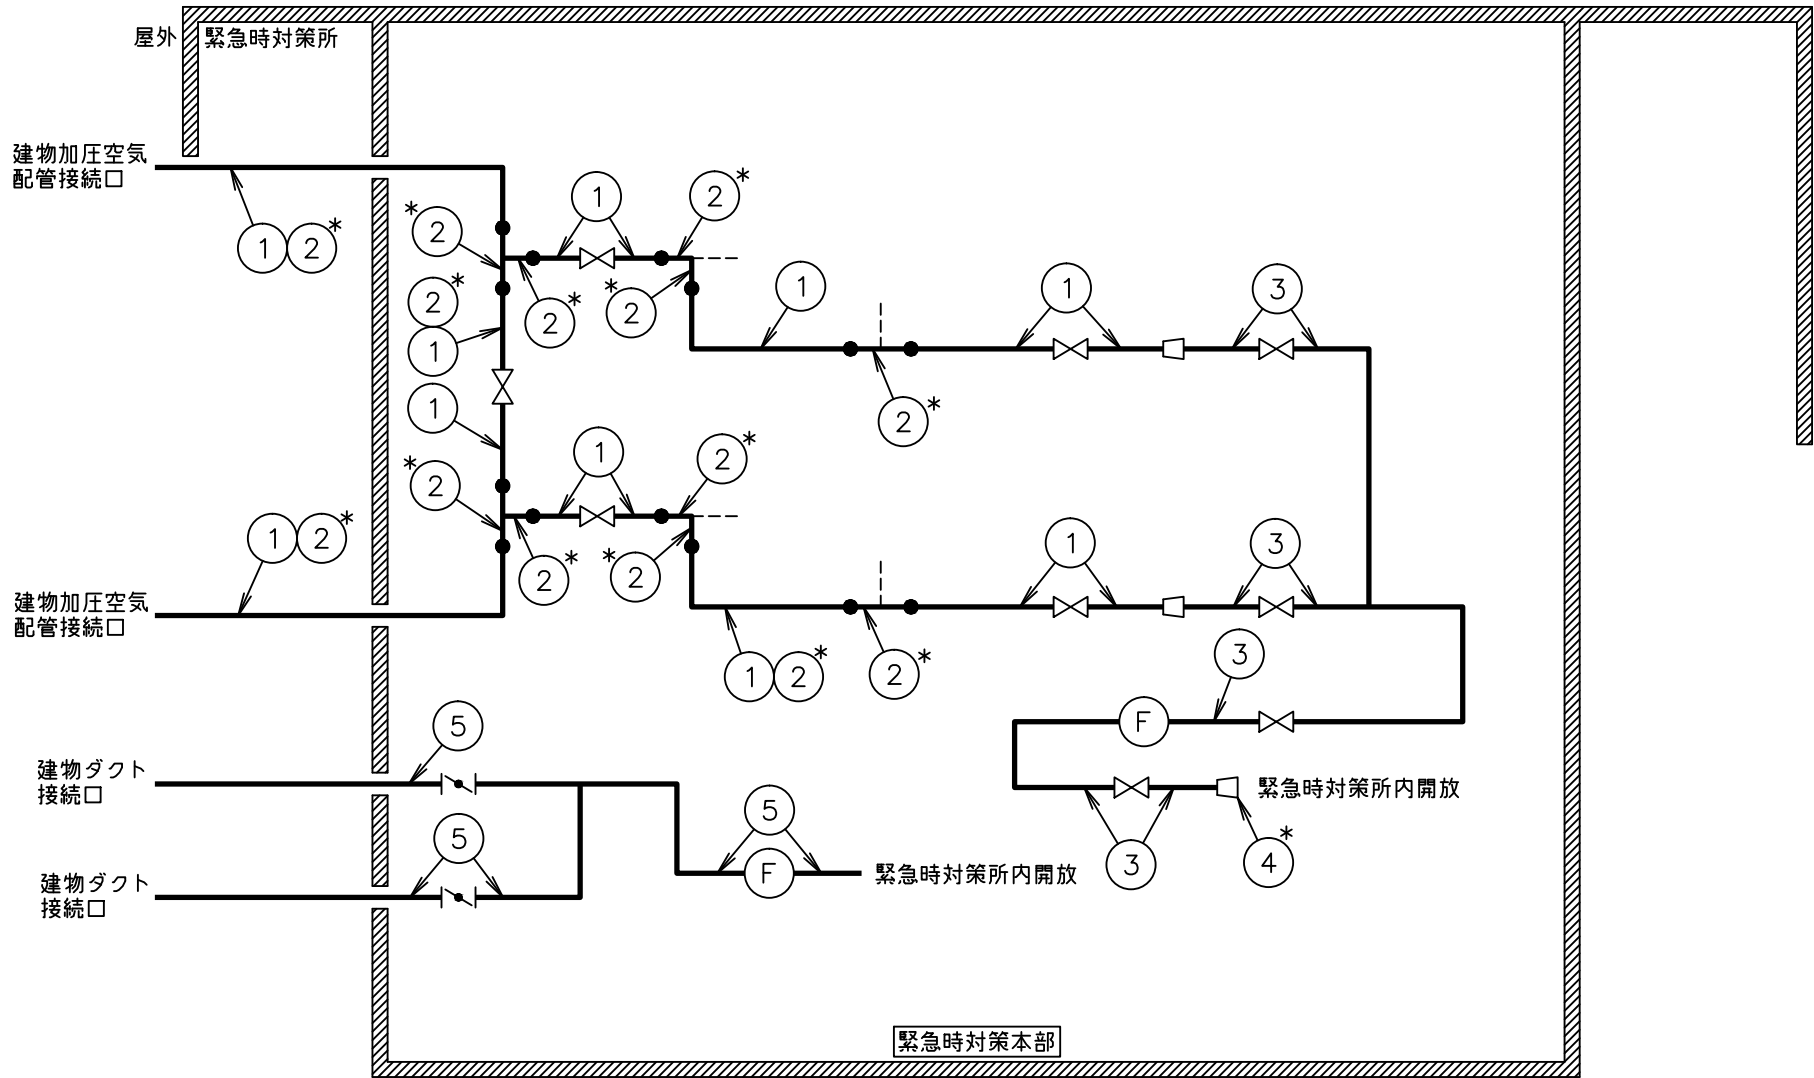 屋外
緊急時対策所
建物加圧空気
配管接続口
1 2*
*2
2*
1
1
*2
1
2*
2*
*2
1
2*
1
3
1
2*
2*
*2
1 2*
建物加圧空気
配管接続口
1 2*
2*
1
3
3
F
建物ダクト
接続口
5
建物ダクト
接続口
5
5
F
緊急時対策所内開放
3
4*
緊急時対策所内開放
緊急時対策本部